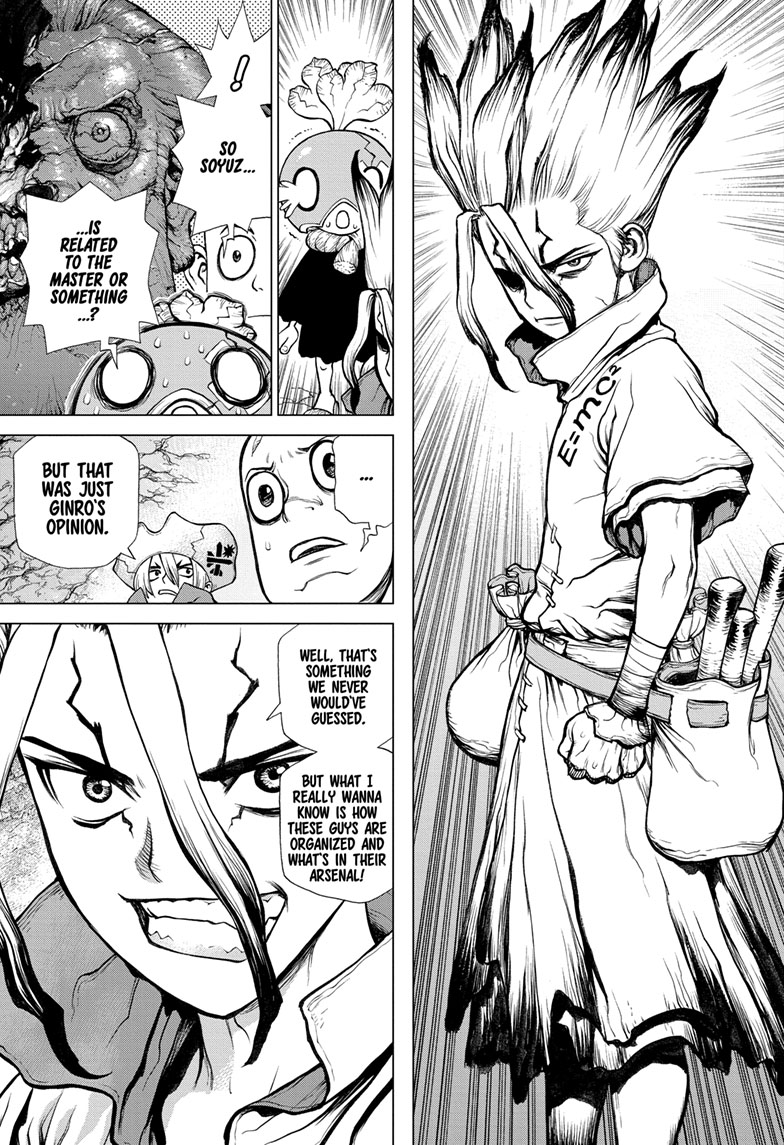 E=mc²
!
SO
SOYUZ...
...IS
RELATED
TO THE
MASTER OR
SOMETHING
...?
...
BUT THAT
WAS JUST
GINRO'S
OPINION.
WELL, THAT'S
SOMETHING
WE NEVER
WOULD'VE
GUESSED.
BUT WHAT I
REALLY WANNA
KNOW IS HOW
THESE GUYS ARE
ORGANIZED AND
WHAT'S IN THEIR
ARSENAL!